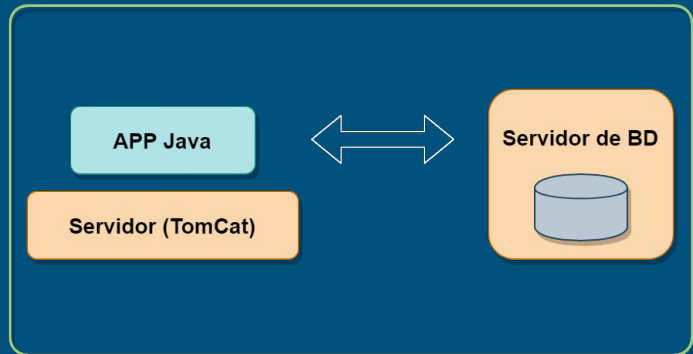 APP Java
Servidor (TomCat)
Servidor de BD